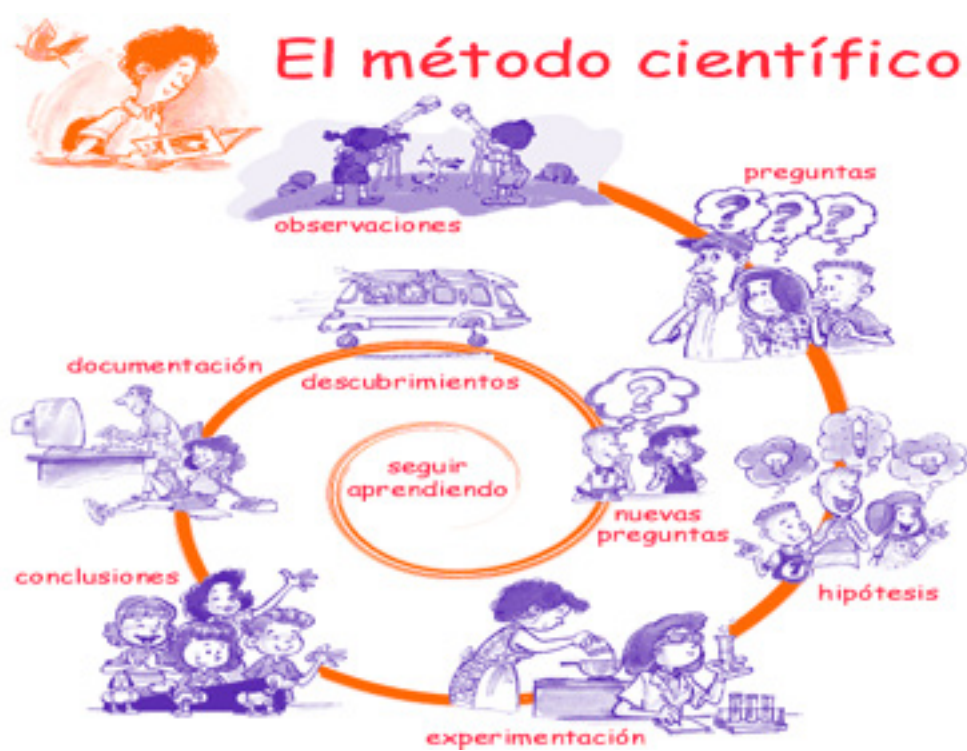 El método científico
observaciones
preguntas
? ? ?
hipótesis
experimentación
conclusiones
documentación
descubrimientos
?
nuevas
preguntas
seguir
aprendiendo